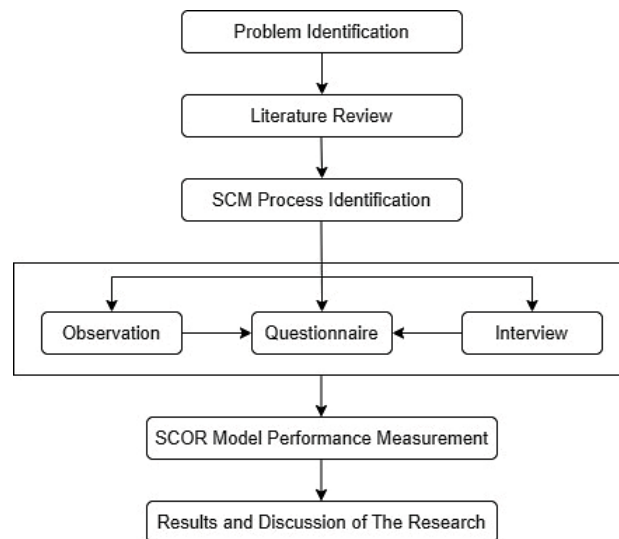 Problem Identification
Literature Review
SCM Process Identification
Observation
Questionnaire
Interview
SCOR Model Performance Measurement
Results and Discussion of The Research